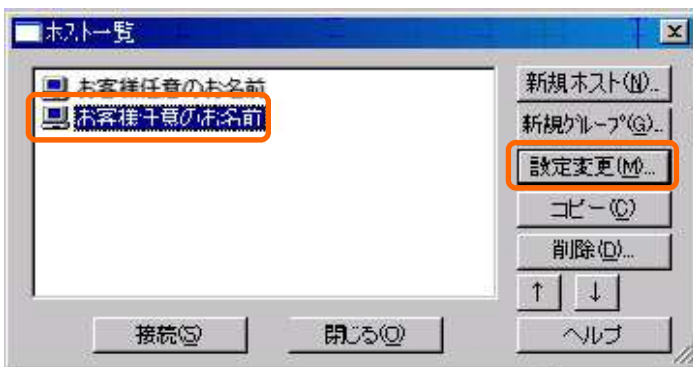 ホスト一覧
お客様任意のお名前
お客様任意のお名前
新規ホスト(N)..
新規グループ(G)..
設定変更(M)...
コピー(C)
削除(D)...
↑ ↓
接続(S)
閉じる(O)
ヘルプ